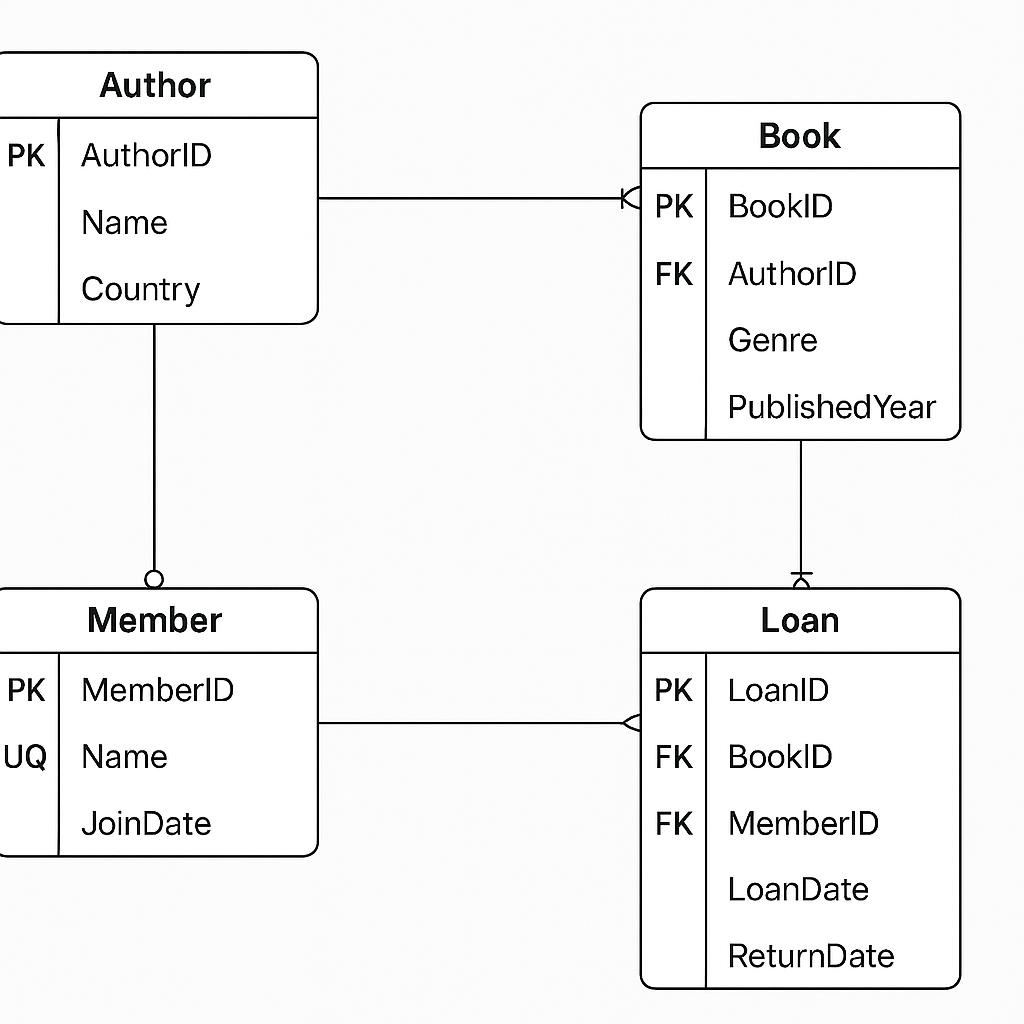 Author
PK AuthorID
Name
Country
Book
PK BookID
FK AuthorID
Genre
PublishedYear
Member
PK MemberID
UQ Name
JoinDate
Loan
PK LoanID
FK BookID
FK MemberID
LoanDate
ReturnDate